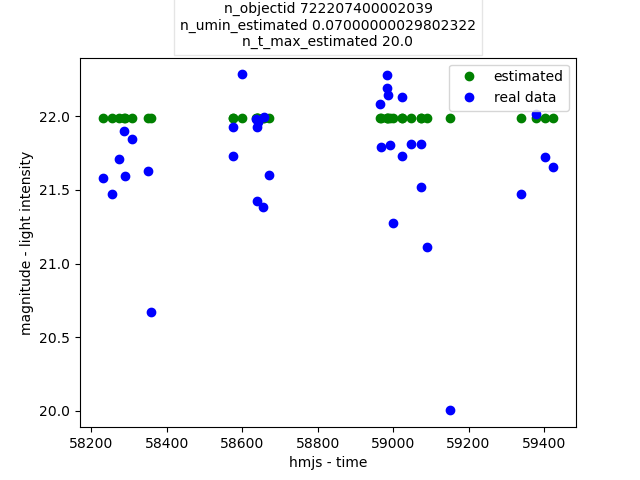 n_objectid 722207400002039
n_umin_estimated 0.07000000029802322
n_t_max_estimated 20.0
estimated
real data
magnitude - light intensity
22.0
21.5
21.0
20.5
20.0
58200 58400 58600 58800 59000 59200 59400
hmjs - time